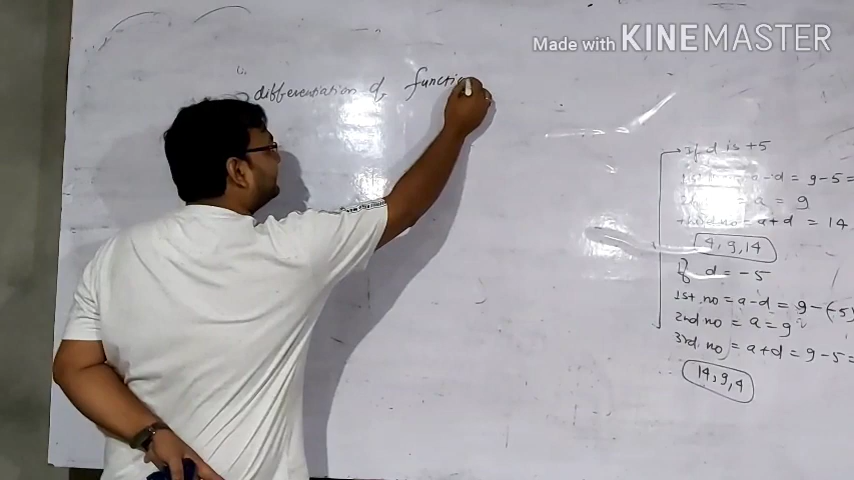 Made with KINEMASTER
differentiation of functio
If d is +5
a-d = 9-5=
= a = 9
third no = a+d = 14
4, 9, 14
If d = -5
1st no = a-d = 9-(-5)
2nd no = a = 9
3rd no = a+d = 9-5=
14, 9, 4